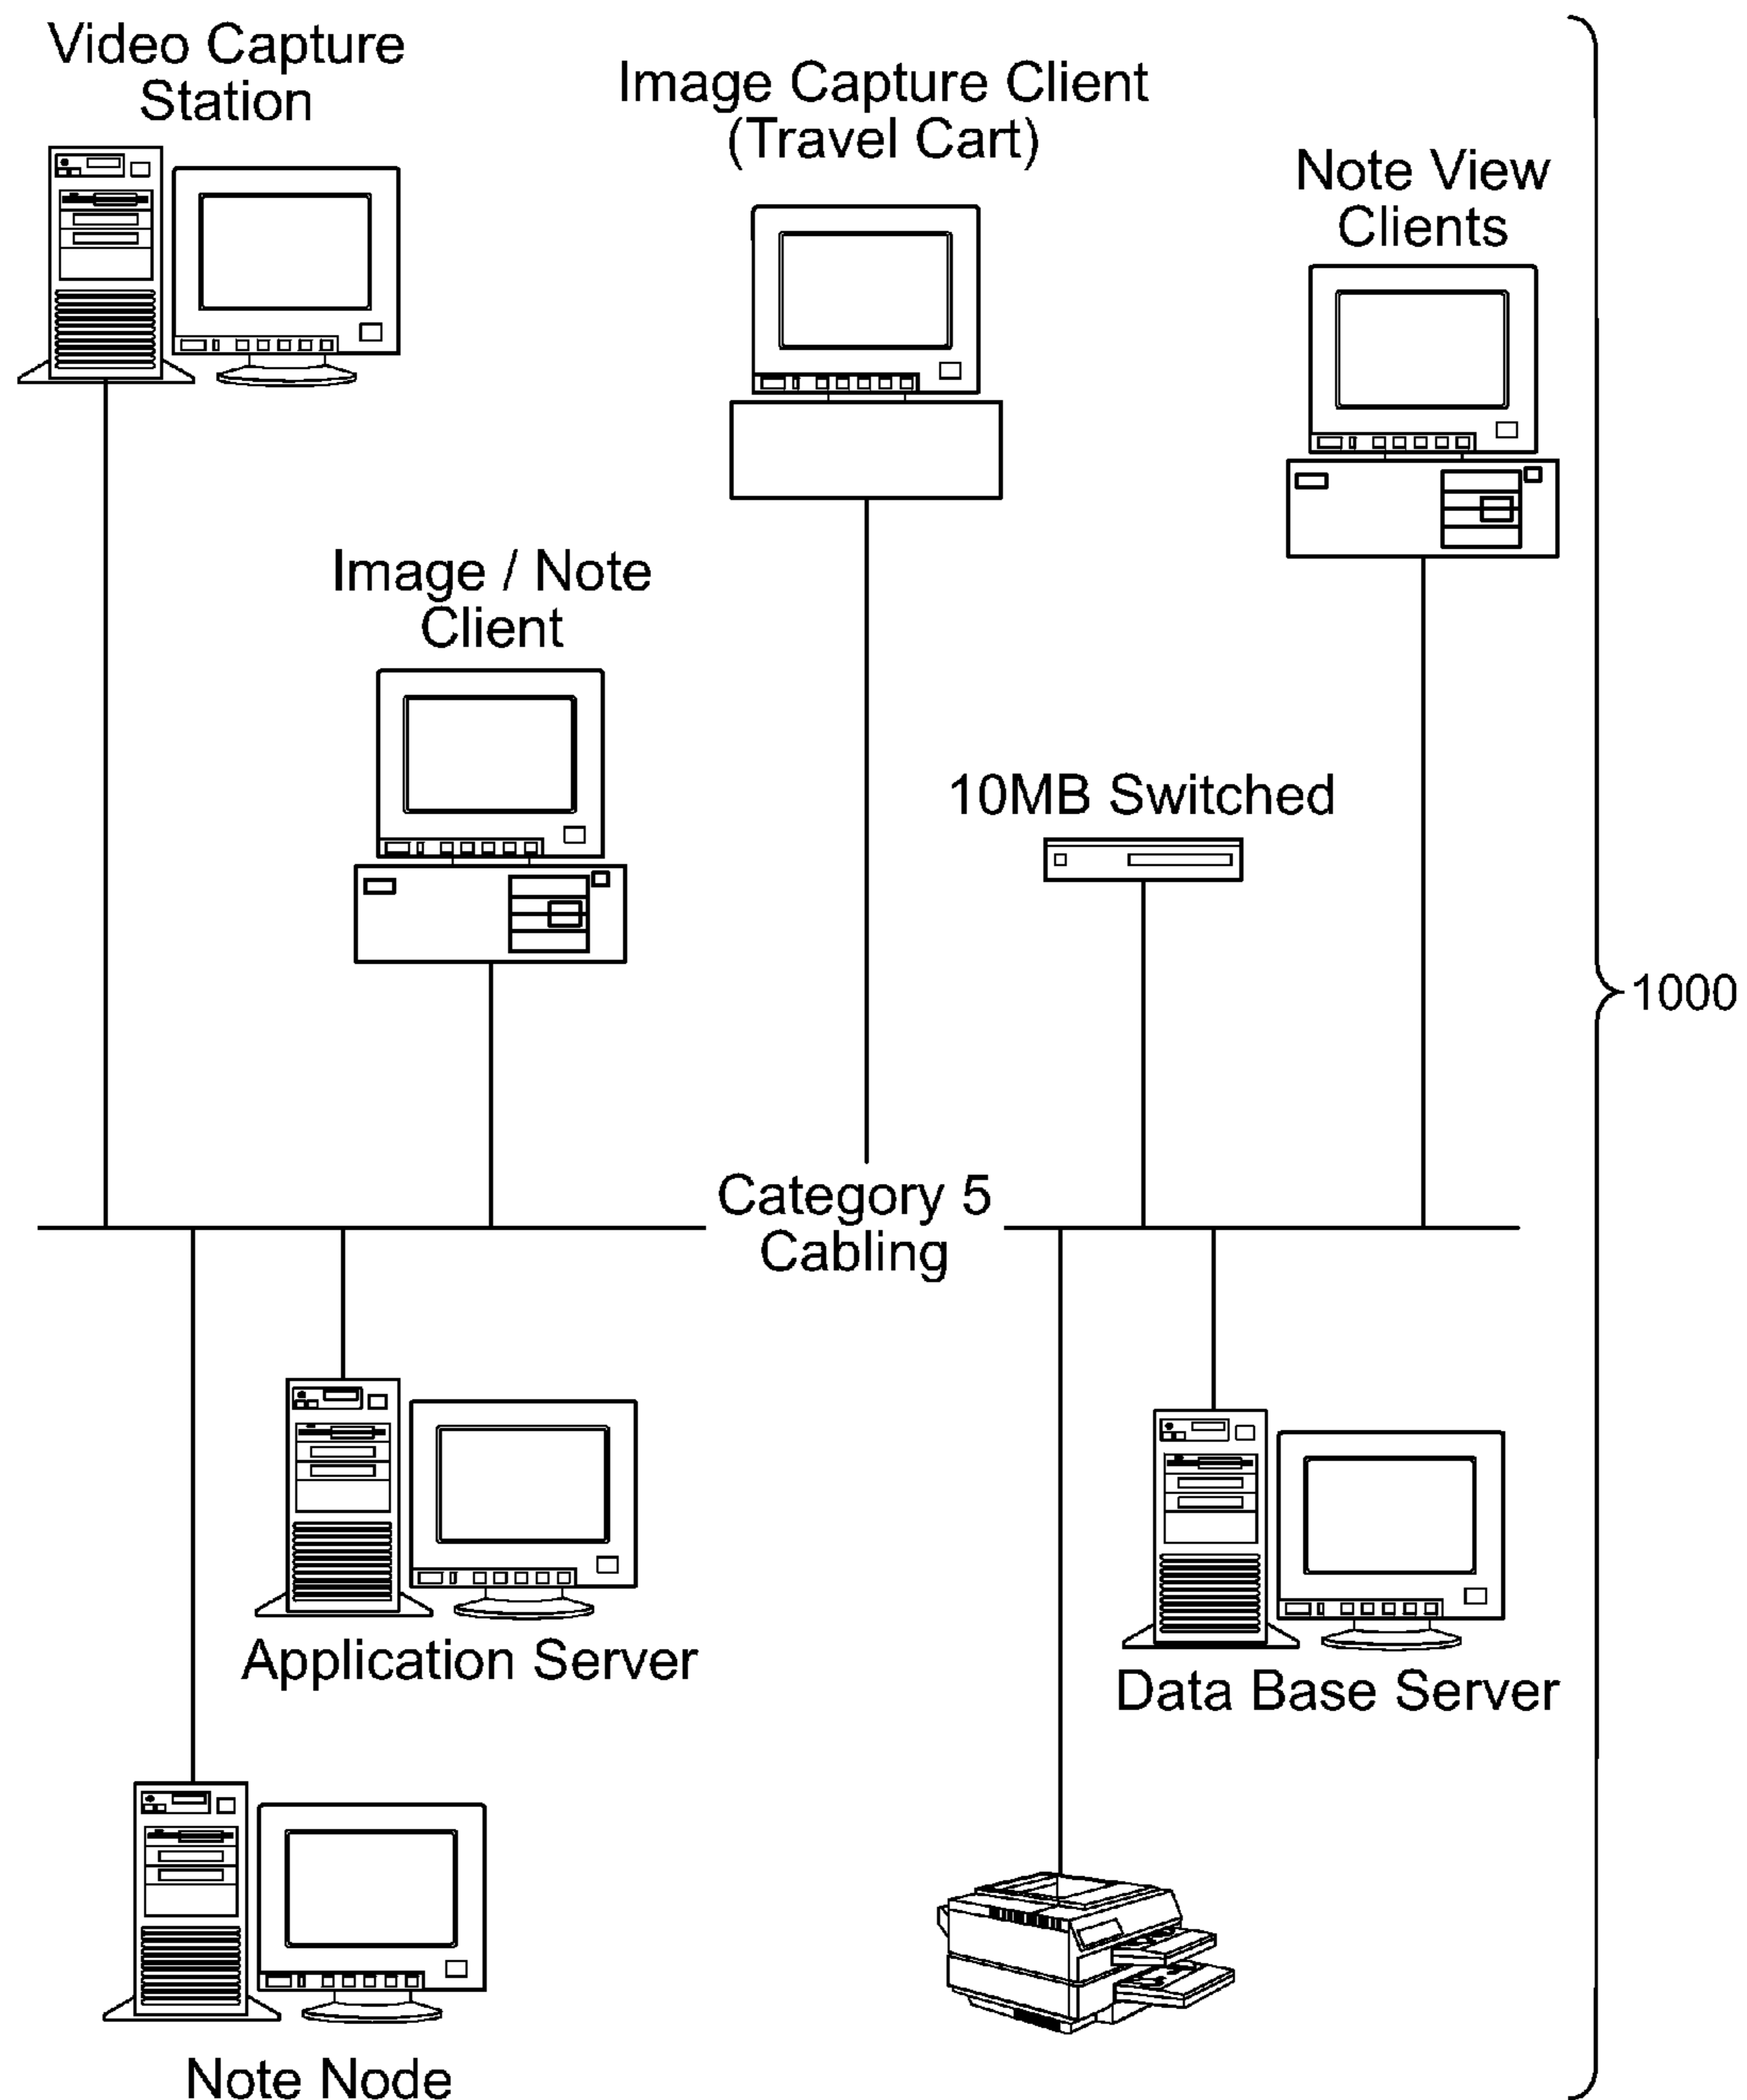 Video Capture
Station
Image Capture Client
(Travel Cart)
Note View
Clients
Image / Note
Client
10MB Switched
1000
Category 5
Cabling
Application Server
Data Base Server
Note Node